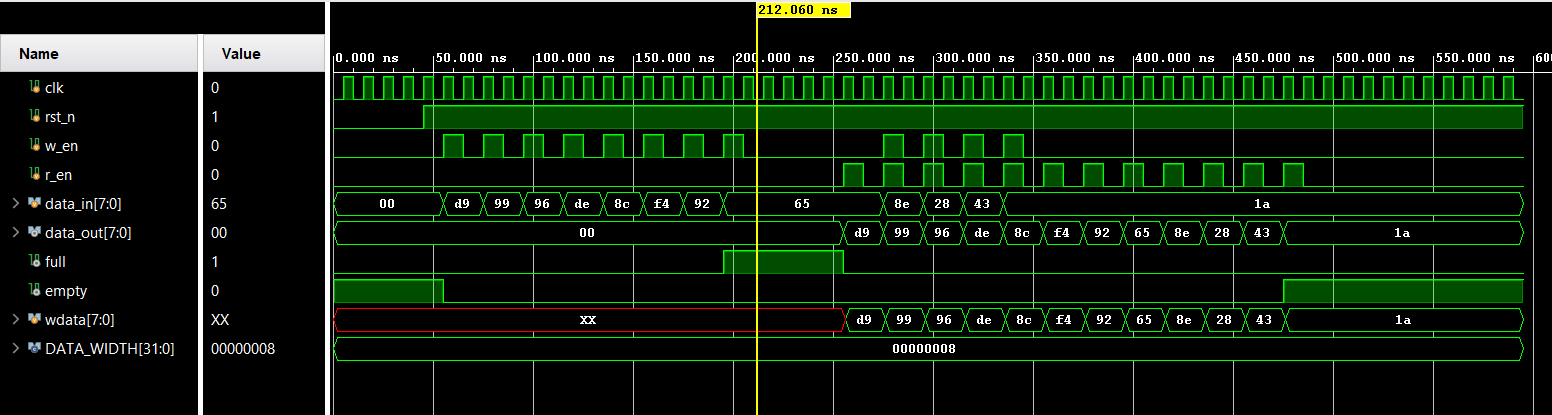 212.060 ns
Name Value
0.000 ns 50.000 ns 100.000 ns 150.000 ns 200.000 ns 250.000 ns 300.000 ns 350.000 ns 400.000 ns 450.000 ns 500.000 ns 550.000 ns 600
clk 0
rst_n 1
w_en 0
r_en 0
data_in[7:0] 65 00 d9 99 96 de 8c f4 92 65 8e 28 43 1a
data_out[7:0] 00 00 d9 99 96 de 8c f4 92 65 8e 28 43 1a
full 1
empty 0
wdata[7:0] XX XX d9 99 96 de 8c f4 92 65 8e 28 43 1a
DATA_WIDTH[31:0] 00000008 00000008